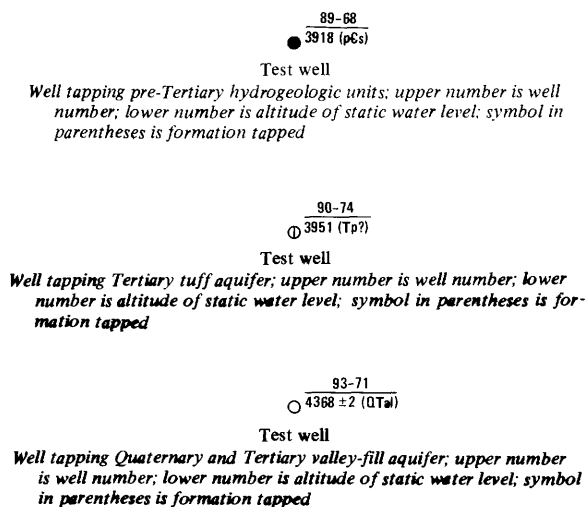 89-68
3918 (p€s)
Test well
Well tapping pre-Tertiary hydrogeologic units; upper number is well
number; lower number is altitude of static water level; symbol in
parentheses is formation tapped
90-74
3951 (Tp?)
Test well
Well tapping Tertiary tuff aquifer; upper number is well number; lower
number is altitude of static water level; symbol in parentheses is for-
mation tapped
93-71
4368 ±2 (QTal)
Test well
Well tapping Quaternary and Tertiary valley-fill aquifer; upper number
is well number; lower number is altitude of static water level; symbol
in parentheses is formation tapped